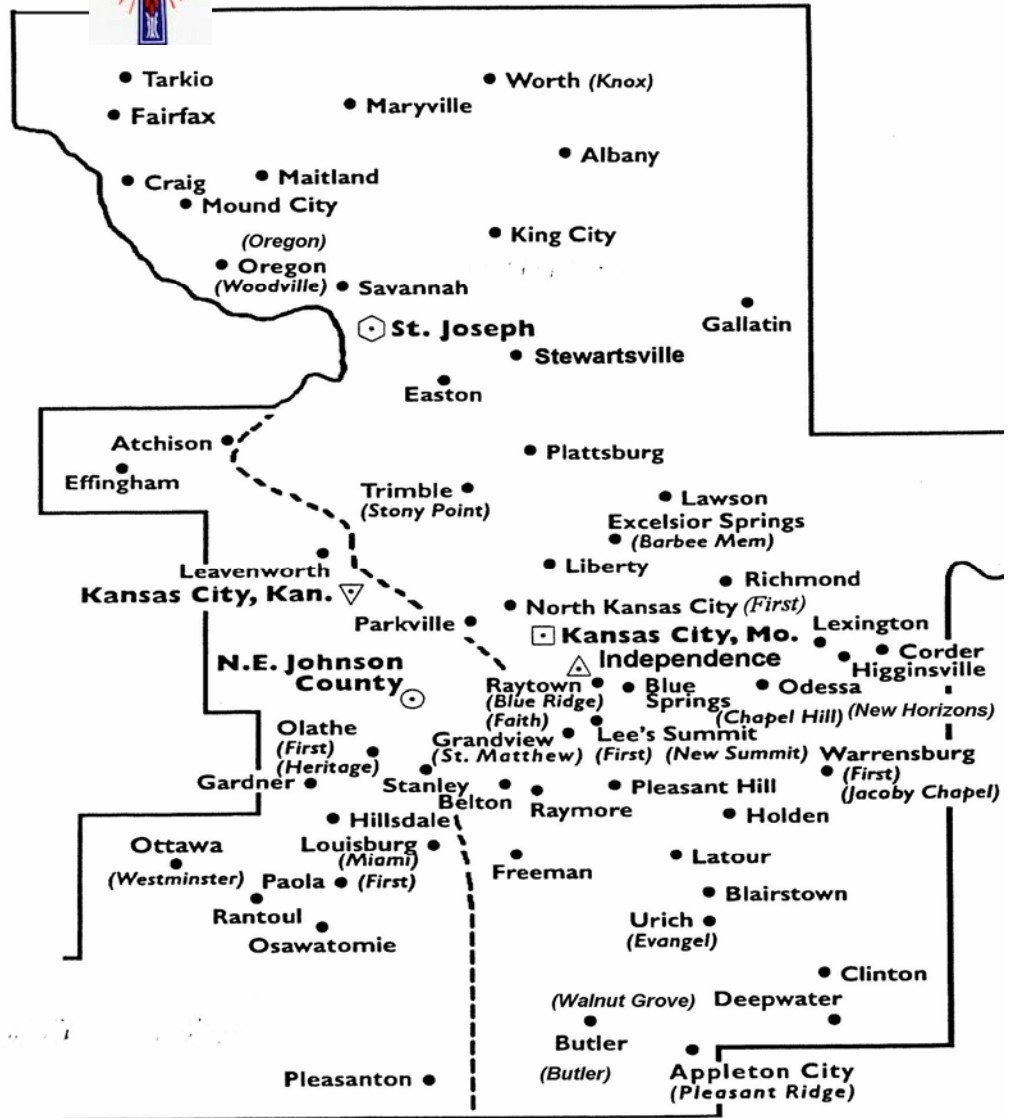 Tarkio
Worth (Knox)
Maryville
Fairfax
Albany
Craig
Maitland
Mound City
King City
(Oregon)
Oregon
(Woodville)
Savannah
Gallatin
St. Joseph
Stewartsville
Easton
Atchison
Effingham
Plattsburg
Trimble
(Stony Point)
Lawson
Excelsior Springs
(Barbee Mem)
Leavenworth
Liberty
Richmond
Kansas City, Kan.
North Kansas City (First)
Parkville
Kansas City, Mo.
Lexington
Corder
Higginsville
N.E. Johnson
County
Independence
Raytown
(Blue Ridge)
(Faith)
Blue
Springs
Odessa
(Chapel Hill)
(New Horizons)
Olathe
(First)
(Heritage)
Grandview
(St. Matthew)
Lee's Summit
(First) (New Summit)
Warrensburg
(First)
(Jacoby Chapel)
Gardner
Stanley
Belton
Raymore
Pleasant Hill
Holden
Hillsdale
Ottawa
(Westminster)
Louisburg
(Miami)
Freeman
Latour
Paola (First)
Blairstown
Rantoul
Urich
(Evangel)
Osawatomie
Clinton
(Walnut Grove)
Deepwater
Butler
(Butler)
Appleton City
(Pleasant Ridge)
Pleasanton